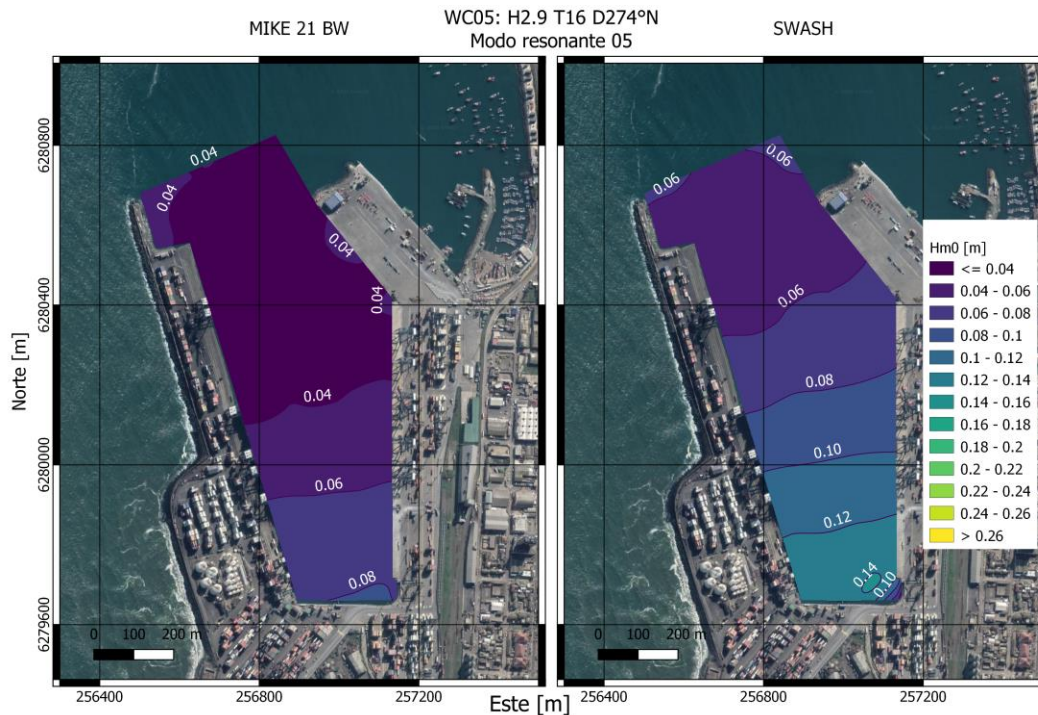 WC05: H2.9 T16 D274°N
MIKE 21 BW
SWASH
Modo resonante 05
0.04
0.04
0.04
0.04
0.04
0.06
0.08
0.06
0.06
0.06
0.08
0.10
0.12
0.14
0.10
Hm0 [m]
<= 0.04
0.04 - 0.06
0.06 - 0.08
0.08 - 0.1
0.1 - 0.12
0.12 - 0.14
0.14 - 0.16
0.16 - 0.18
0.18 - 0.2
0.2 - 0.22
0.22 - 0.24
0.24 - 0.26
> 0.26
Norte [m]
6280800
6280400
6280000
6279600
0 100 200 m
0 100 200 m
256400 256800 257200
256400 256800 257200
Este [m]